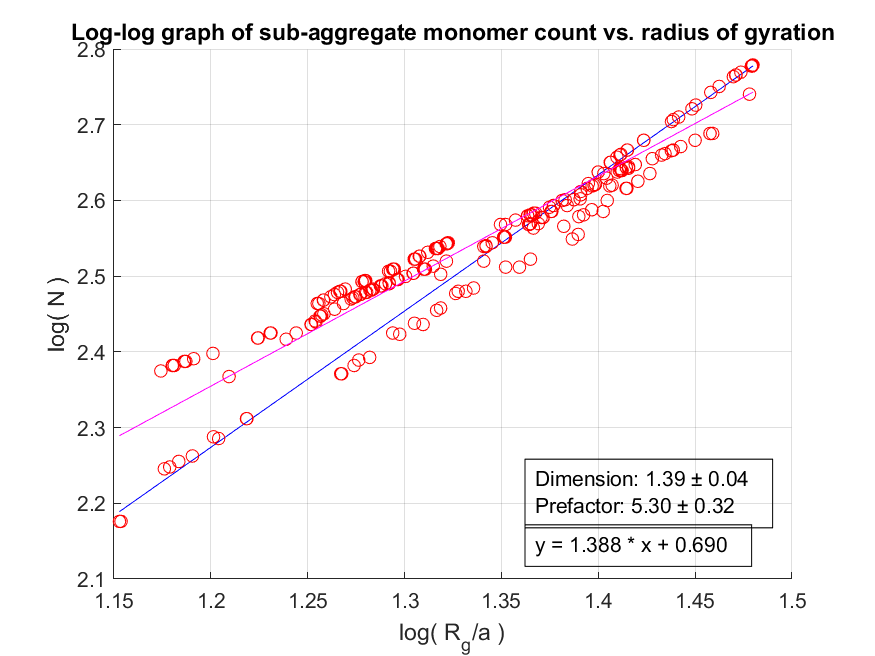 Log-log graph of sub-aggregate monomer count vs. radius of gyration
2.8
2.7
2.6
2.5
2.4
2.3
2.2
2.1
log( N )
Dimension: 1.39 ± 0.04
Prefactor: 5.30 ± 0.32
y = 1.388 * x + 0.690
1.15 1.2 1.25 1.3 1.35 1.4 1.45 1.5
log( R_g/a )